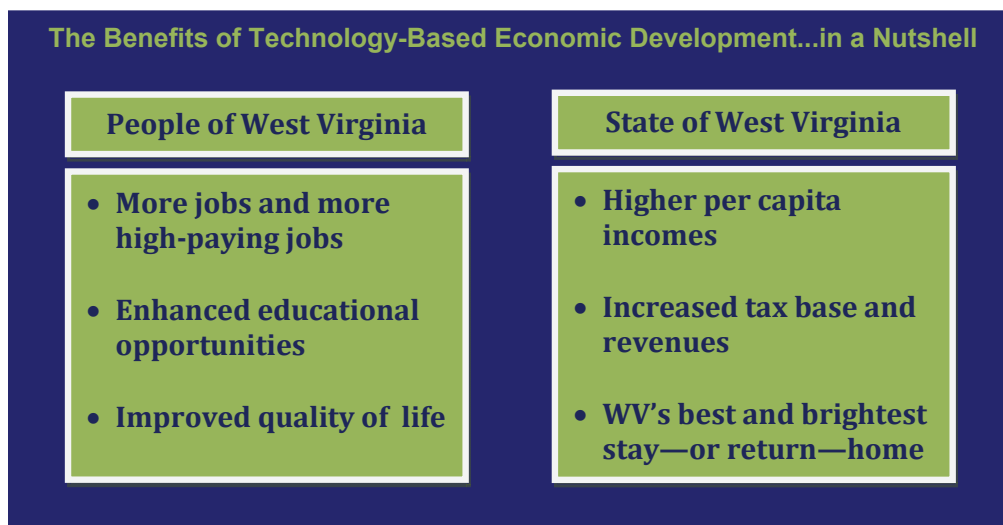 The Benefits of Technology-Based Economic Development...in a Nutshell
People of West Virginia
• More jobs and more
high-paying jobs
• Enhanced educational
opportunities
• Improved quality of life
State of West Virginia
• Higher per capita
incomes
• Increased tax base and
revenues
• WV's best and brightest
stay—or return—home